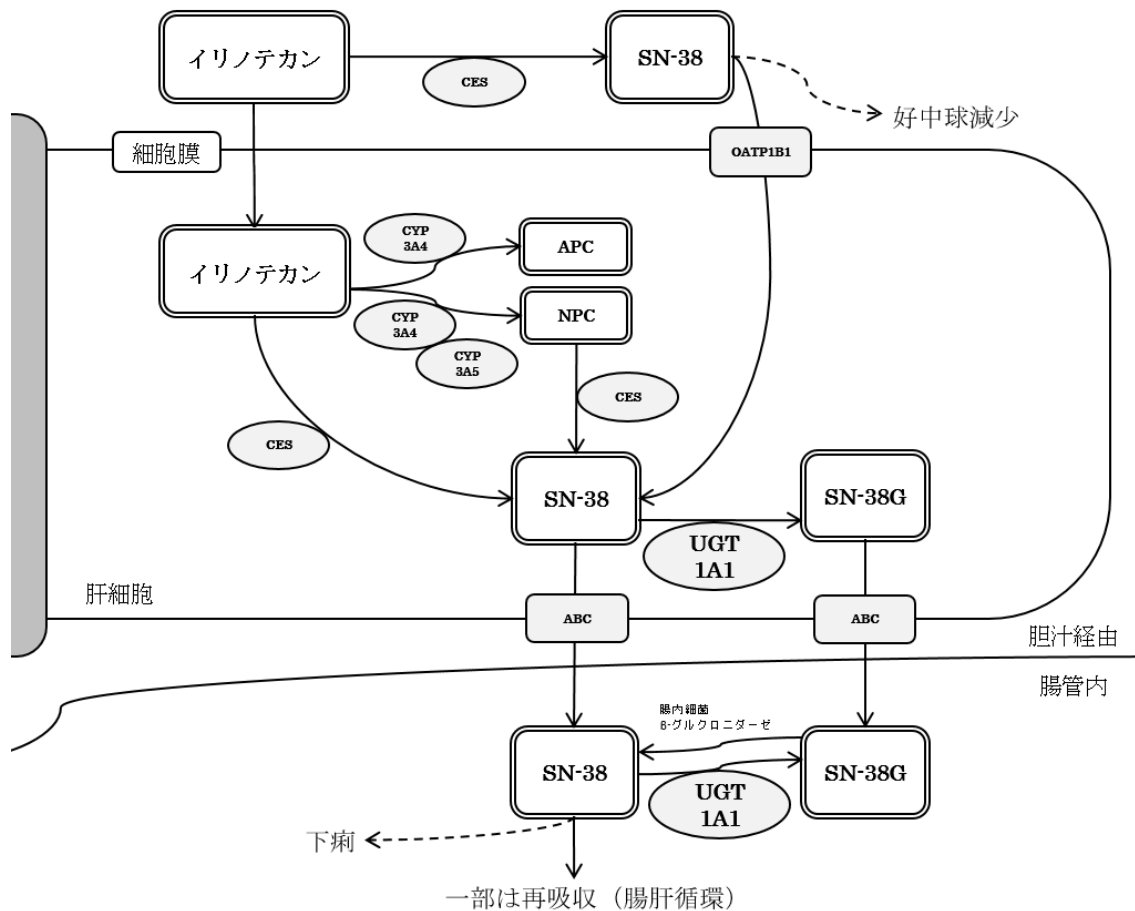 イリノテカン
CES
SN-38
好中球減少
細胞膜
OATP1B1
イリノテカン
CYP
3A4
APC
CYP
3A4
CYP
3A5
NPC
CES
CES
SN-38
UGT
1A1
SN-38G
肝細胞
ABC
ABC
胆汁経由
腸管内
腸内細菌
β-グルクロニダーゼ
SN-38
UGT
1A1
SN-38G
下痢
一部は再吸収（腸肝循環）